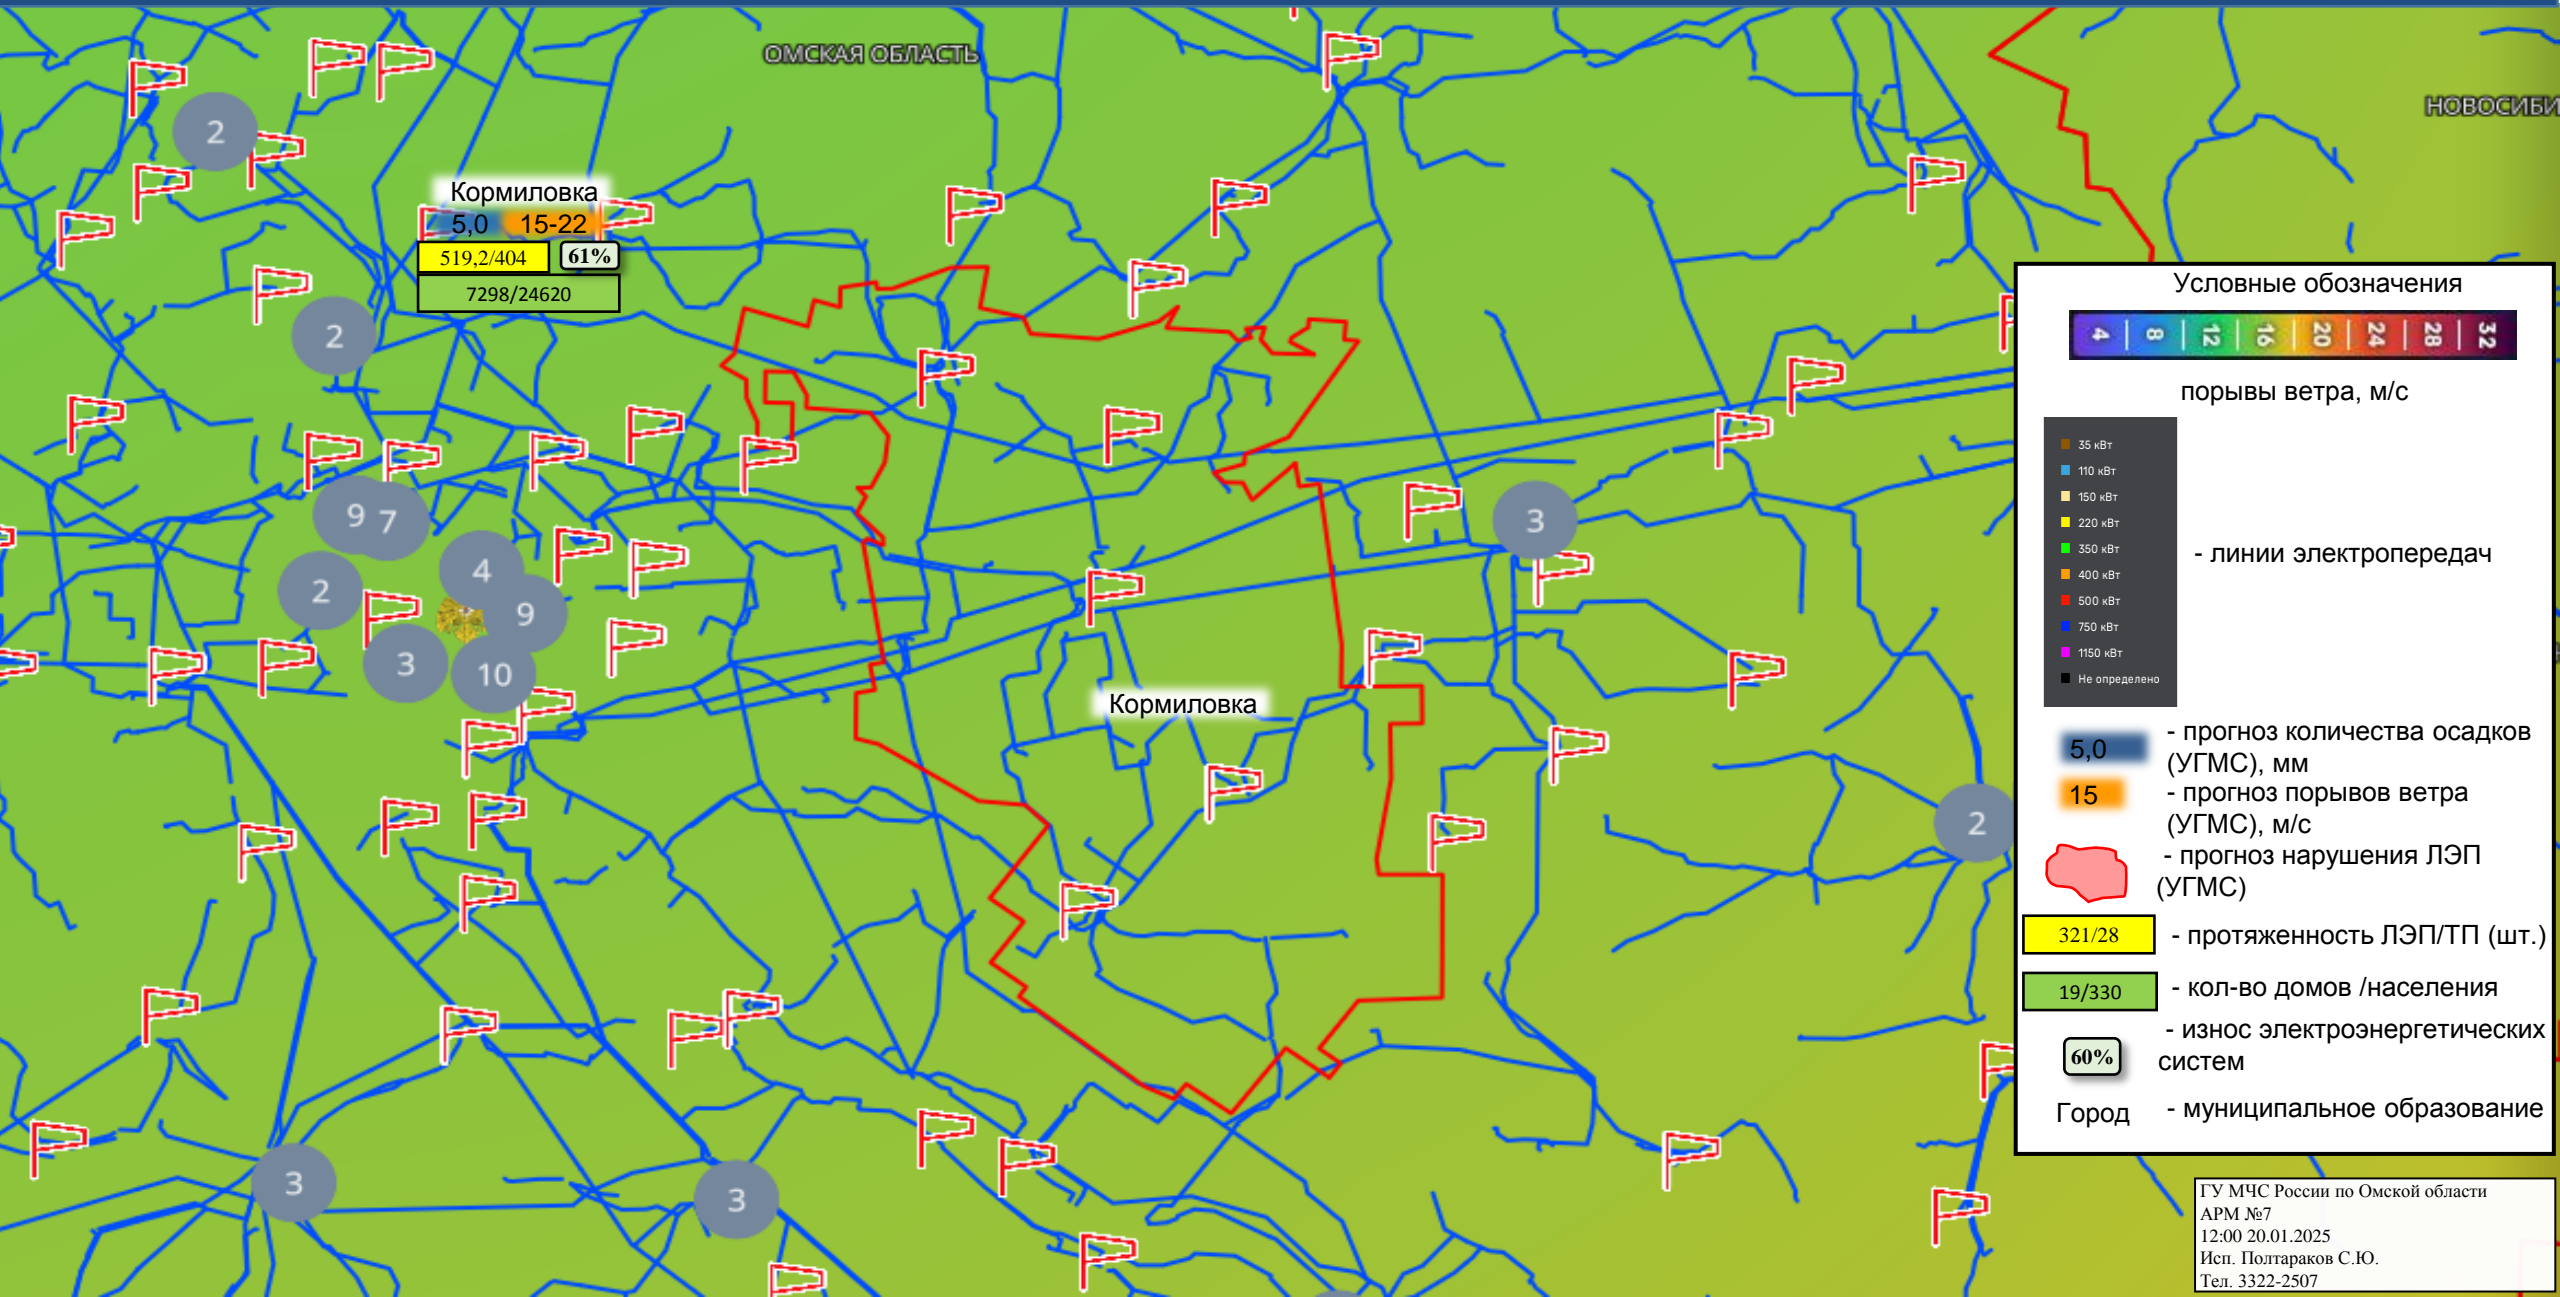 ОМСКАЯ ОБЛАСТЬ
НОВОСИБИ
2
Кормиловка
5,0 15-22
519,2/404 61%
7298/24620
2
9 7
4
2
9
3
10
3
Кормиловка
2
3
3
Условные обозначения
4 8 12 16 20 24 28 32
порывы ветра, м/с
35 кВт
110 кВт
150 кВт
220 кВт
350 кВт
400 кВт
500 кВт
750 кВт
1150 кВт
Не определено
- линии электропередач
5,0 - прогноз количества осадков
(УГМС), мм
15 - прогноз порывов ветра
(УГМС), м/с
- прогноз нарушения ЛЭП
(УГМС)
321/28 - протяженность ЛЭП/ТП (шт.)
19/330 - кол-во домов /населения
60% - износ электроэнергетических
систем
Город - муниципальное образование
ГУ МЧС России по Омской области
АРМ №7
12:00 20.01.2025
Исп. Полтараков С.Ю.
Тел. 3322-2507